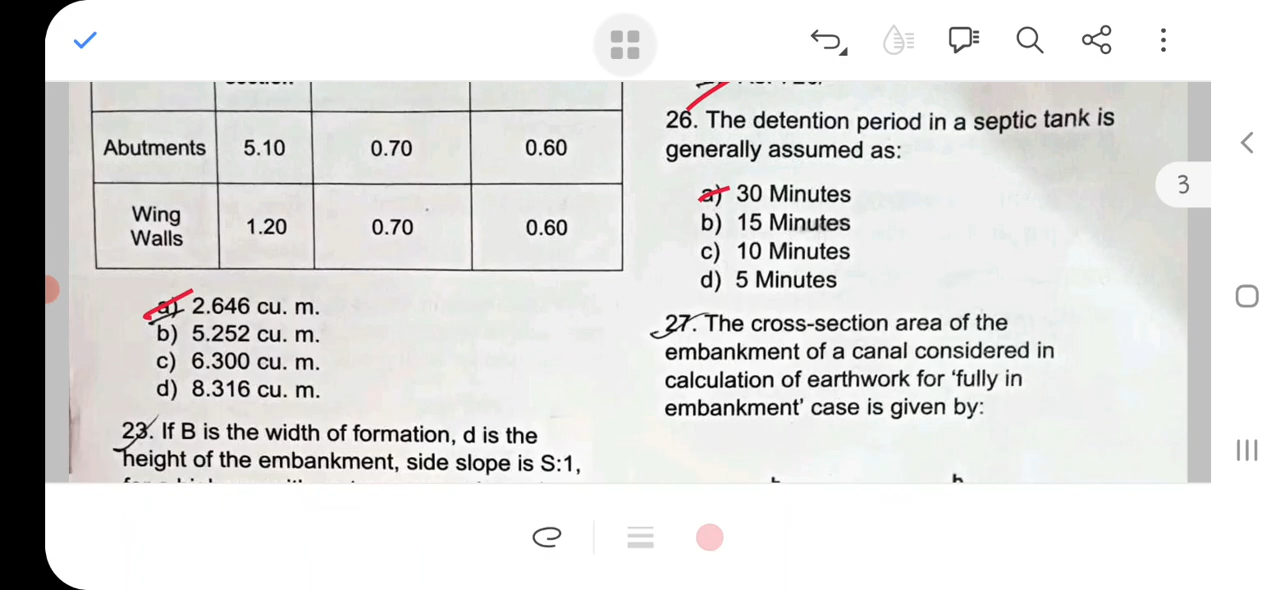 Abutments 5.10 0.70 0.60
Wing
Walls 1.20 0.70 0.60
a) 2.646 cu. m.
b) 5.252 cu. m.
c) 6.300 cu. m.
d) 8.316 cu. m.
23. If B is the width of formation, d is the
height of the embankment, side slope is S:1,
26. The detention period in a septic tank is
generally assumed as:
a) 30 Minutes
b) 15 Minutes
c) 10 Minutes
d) 5 Minutes
27. The cross-section area of the
embankment of a canal considered in
calculation of earthwork for ‘fully in
embankment’ case is given by:
3